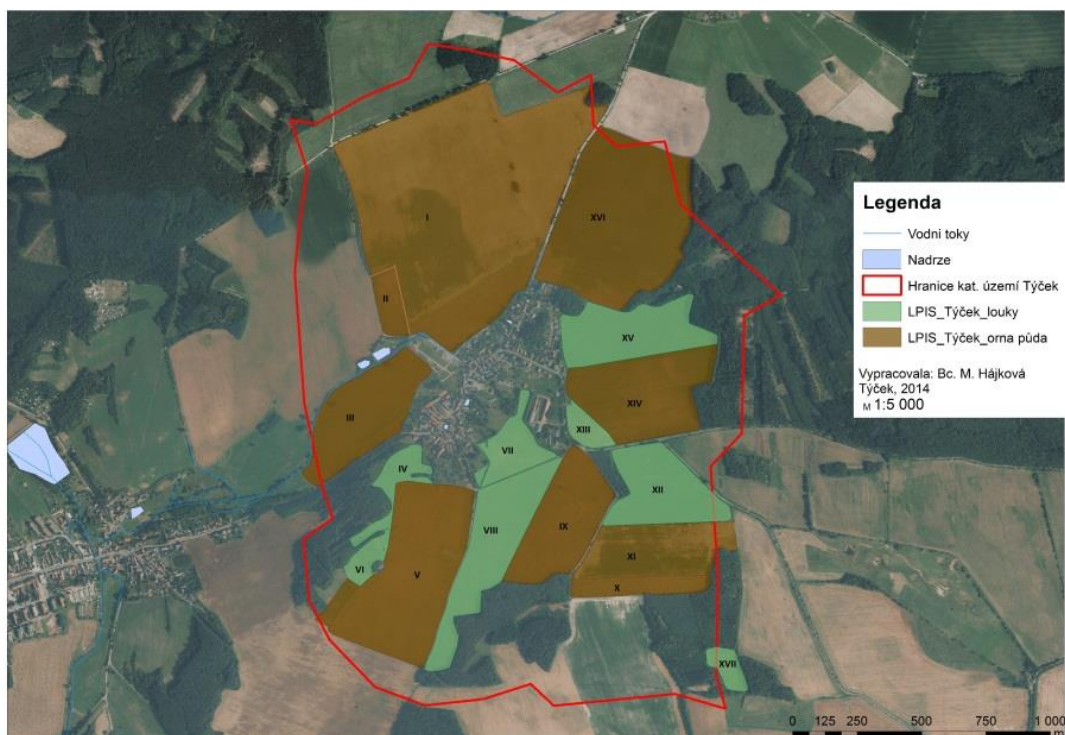 I
XVI
II
XV
III
XIV
XIII
VII
IV
XII
VIII
IX
V
XI
VI
X
XVII
Legenda
Vodní toky
Nadrze
Hranice kat. území Týček
LPIS_Týček_louky
LPIS_Týček_orna půda
Vypracovala: Bc. M. Hájková
Týček, 2014
M 1:5 000
0 125 250 500 750 1 000
m